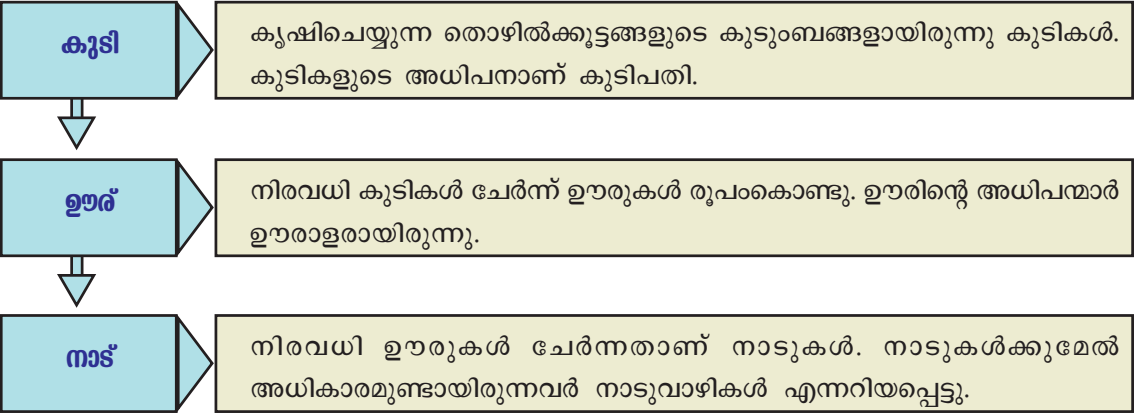 കുടി
കൃഷിചെയ്യുന്ന തൊഴിൽക്കൂട്ടങ്ങളുടെ കുടുംബങ്ങളായിരുന്നു കുടികൾ.
കുടികളുടെ അധിപനാണ് കുടിപതി.
ഊര്
നിരവധി കുടികൾ ചേർന്ന് ഊരുകൾ രൂപംകൊണ്ടു. ഊരിന്റെ അധിപന്മാർ
ഊരാളരായിരുന്നു.
നാട്
നിരവധി ഊരുകൾ ചേർന്നതാണ് നാടുകൾ. നാടുകൾക്കുമേൽ
അധികാരമുണ്ടായിരുന്നവർ നാടുവാഴികൾ എന്നറിയപ്പെട്ടു.